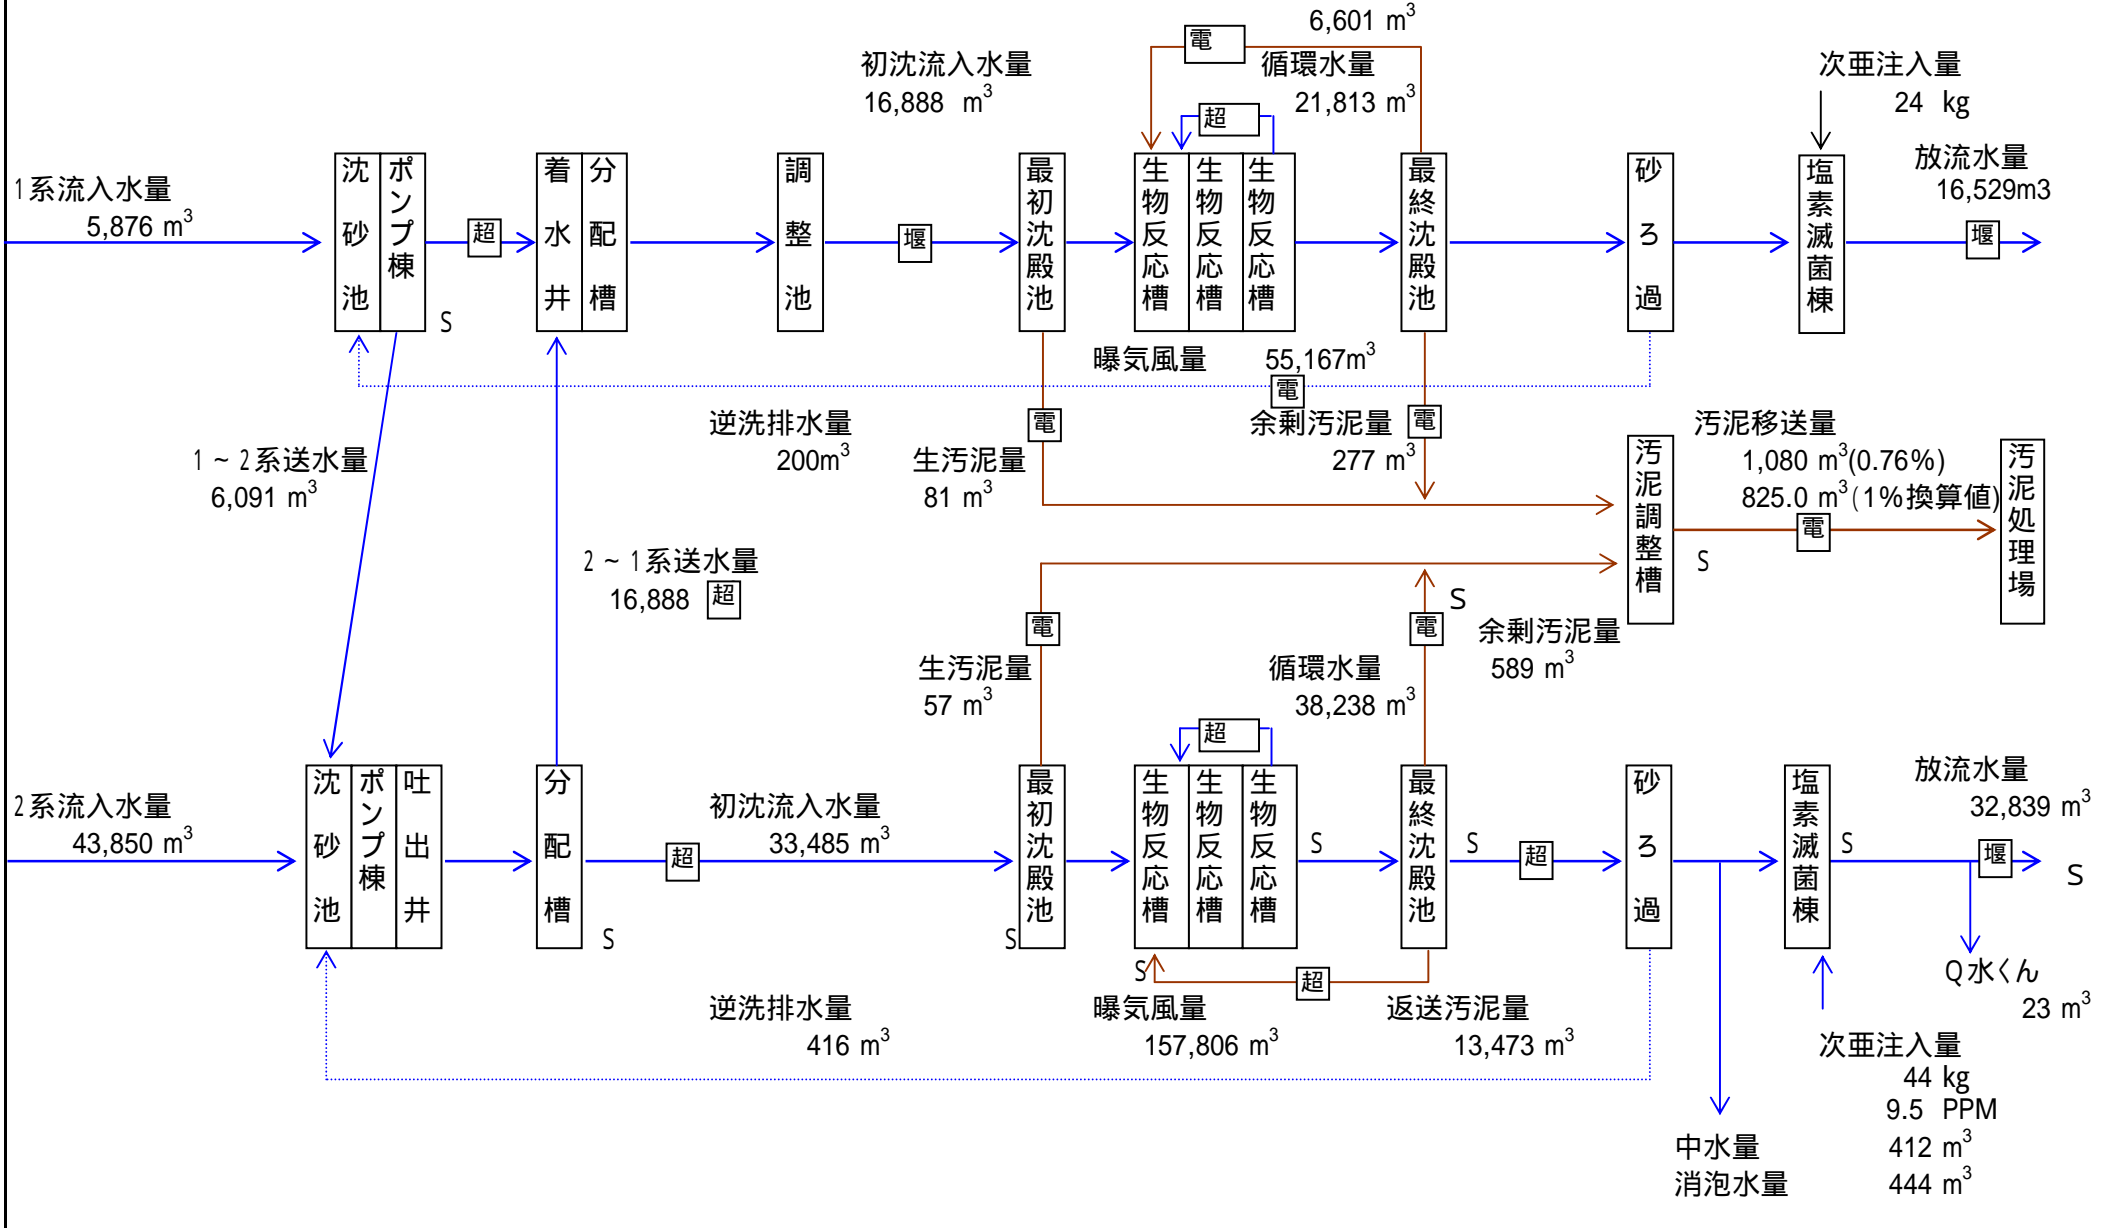 6,601 m³
電
初沈流入水量
16,888 m³
循環水量
21,813 m³
超
次亜注入量
24 kg
1系流入水量
5,876 m³
沈砂池
ポンプ棟
S
超
着水井
分配槽
調整池
堰
最初沈殿池
生物反応槽
生物反応槽
生物反応槽
最終沈殿池
砂ろ過
塩素滅菌棟
放流水量
16,529m3
堰
曝気風量 55,167m³
電
逆洗排水量
200m³
電
生汚泥量
81 m³
電
余剰汚泥量
277 m³
汚泥移送量
1,080 m³(0.76%)
825.0 m³(1%換算値)
汚泥調整槽
電
S
汚泥処理場
1～2系送水量
6,091 m³
2～1系送水量
16,888 超
電
生汚泥量
57 m³
電
S
余剰汚泥量
589 m³
循環水量
38,238 m³
超
2系流入水量
43,850 m³
沈砂池
ポンプ棟
吐出井
分配槽
S
超
初沈流入水量
33,485 m³
最初沈殿池
S
生物反応槽
生物反応槽
生物反応槽
S
最終沈殿池
S
超
砂ろ過
塩素滅菌棟
S
放流水量
32,839 m³
堰
S
Q水くん
23 m³
S
超
逆洗排水量
416 m³
曝気風量
157,806 m³
返送汚泥量
13,473 m³
次亜注入量
44 kg
9.5 PPM
中水量 412 m³
消泡水量 444 m³